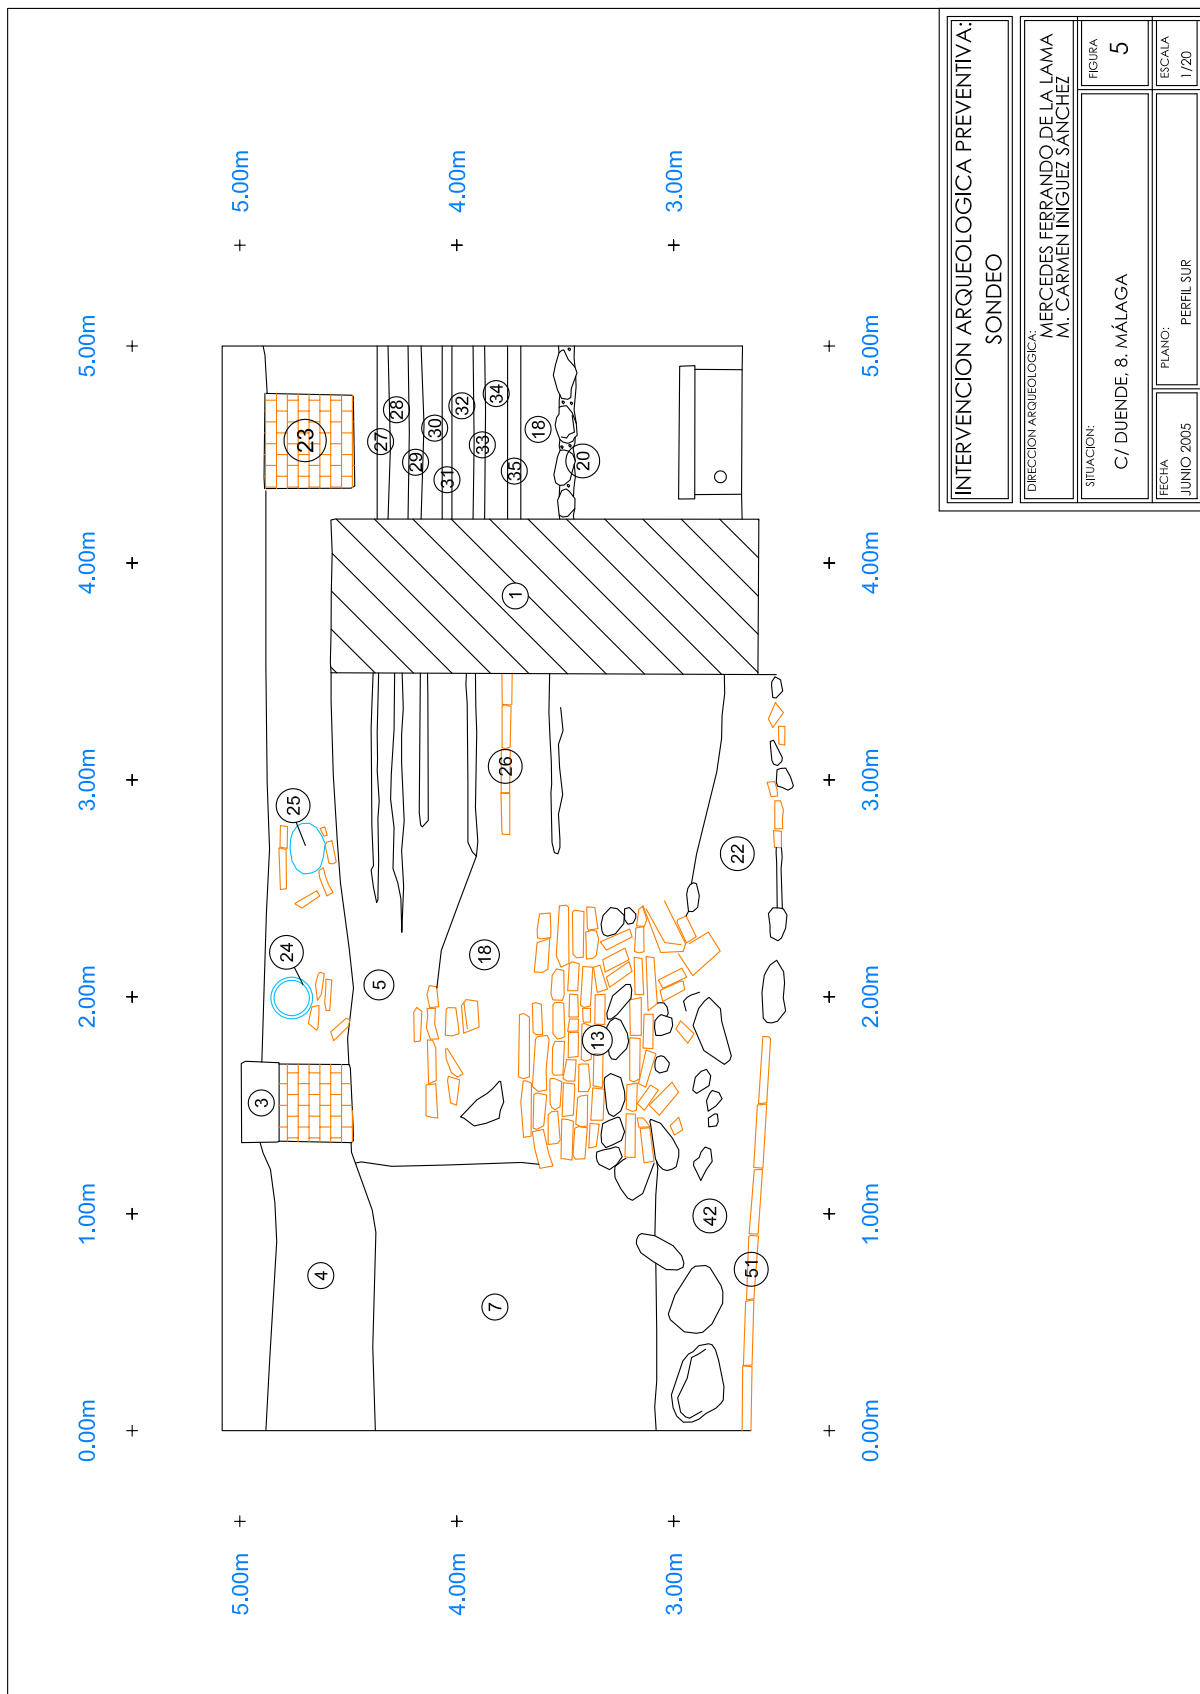 5.00m
4.00m
3.00m
5.00m
4.00m
3.00m
2.00m
1.00m
0.00m
5.00m
4.00m
3.00m
2.00m
1.00m
0.00m
5.00m
4.00m
3.00m
3
4
24
25
23
5
7
18
13
26
1
27
28
29
30
31
32
33
34
35
18
20
22
42
51
INTERVENCION ARQUEOLOGICA PREVENTIVA:
SONDEO
DIRECCION ARQUEOLOGICA:
MERCEDES FERRANDO DE LA LAMA
M. CARMEN IÑIGUEZ SÁNCHEZ
SITUACION:
C/ DUENDE, 8. MÁLAGA
FIGURA
5
FECHA
JUNIO 2005
PLANO:
PERFIL SUR
ESCALA
1/20